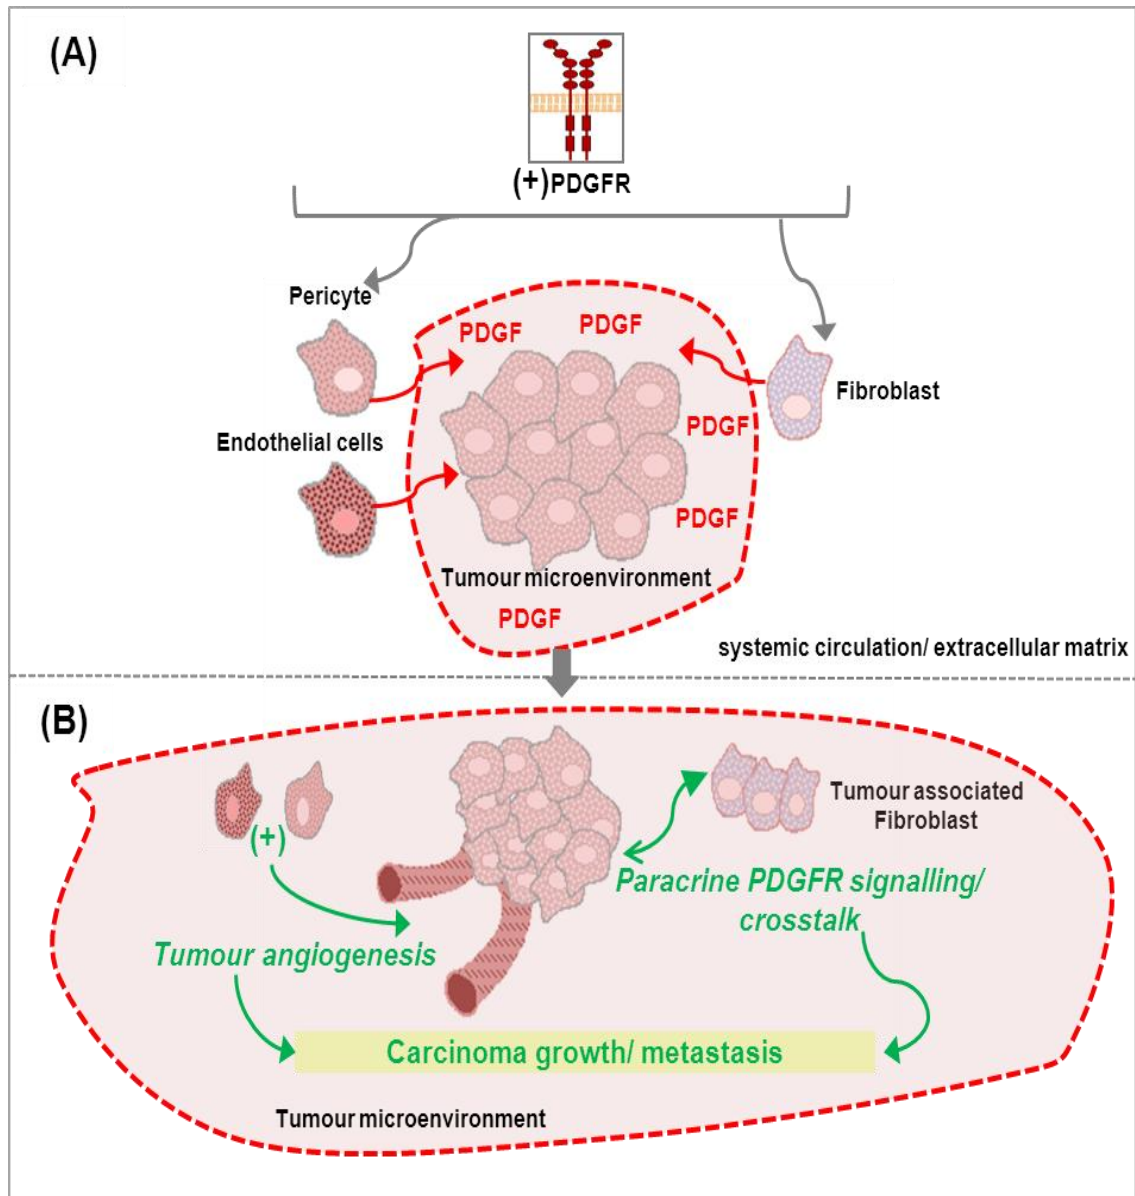 (A)
(+)PDGFR
Pericyte
PDGF
PDGF
Fibroblast
PDGF
Endothelial cells
PDGF
Tumour microenvironment
PDGF
systemic circulation/ extracellular matrix
(B)
Tumour associated
Fibroblast
(+)
Paracrine PDGFR signalling/
crosstalk
Tumour angiogenesis
Carcinoma growth/ metastasis
Tumour microenvironment